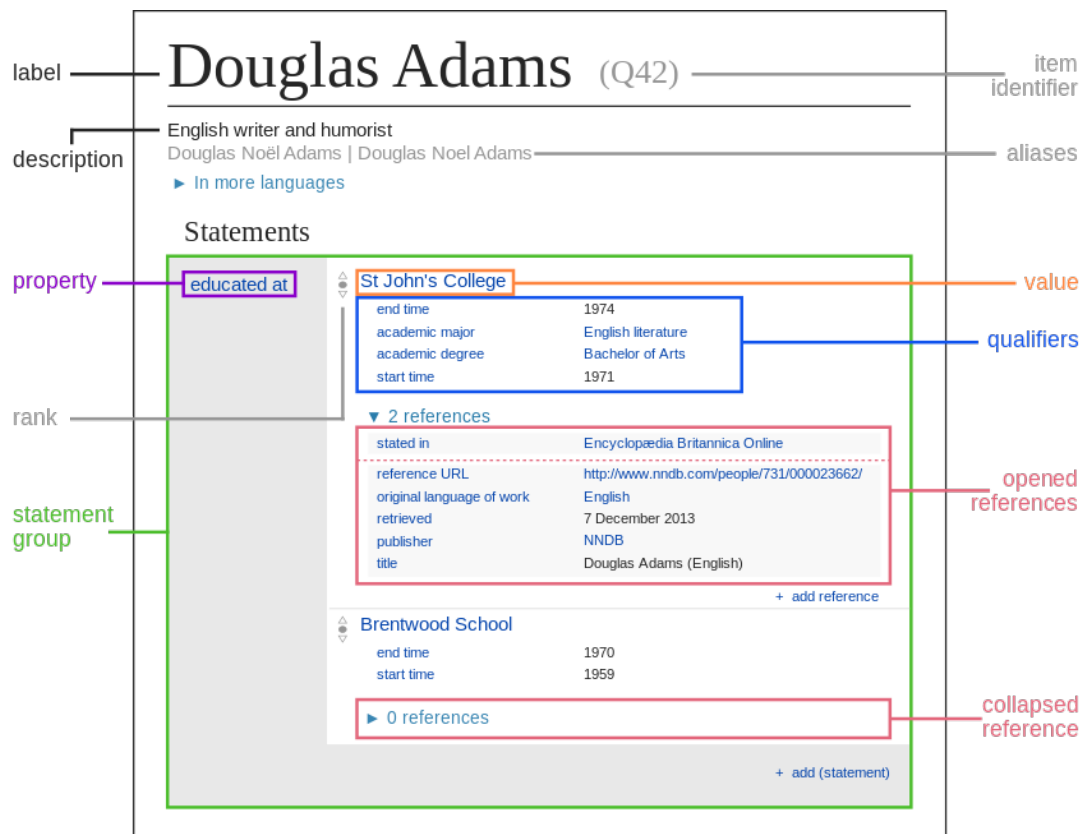 label
Douglas Adams (Q42)
item
identifier
description
English writer and humorist
Douglas Noël Adams | Douglas Noel Adams
aliases
► In more languages
Statements
property
educated at
St John's College
value
end time 1974
academic major English literature
academic degree Bachelor of Arts
start time 1971
qualifiers
rank
▼ 2 references
stated in Encyclopædia Britannica Online
reference URL http://www.nndb.com/people/731/000023662/
original language of work English
retrieved 7 December 2013
publisher NNDB
title Douglas Adams (English)
opened
references
statement
group
+ add reference
Brentwood School
end time 1970
start time 1959
► 0 references
collapsed
reference
+ add (statement)